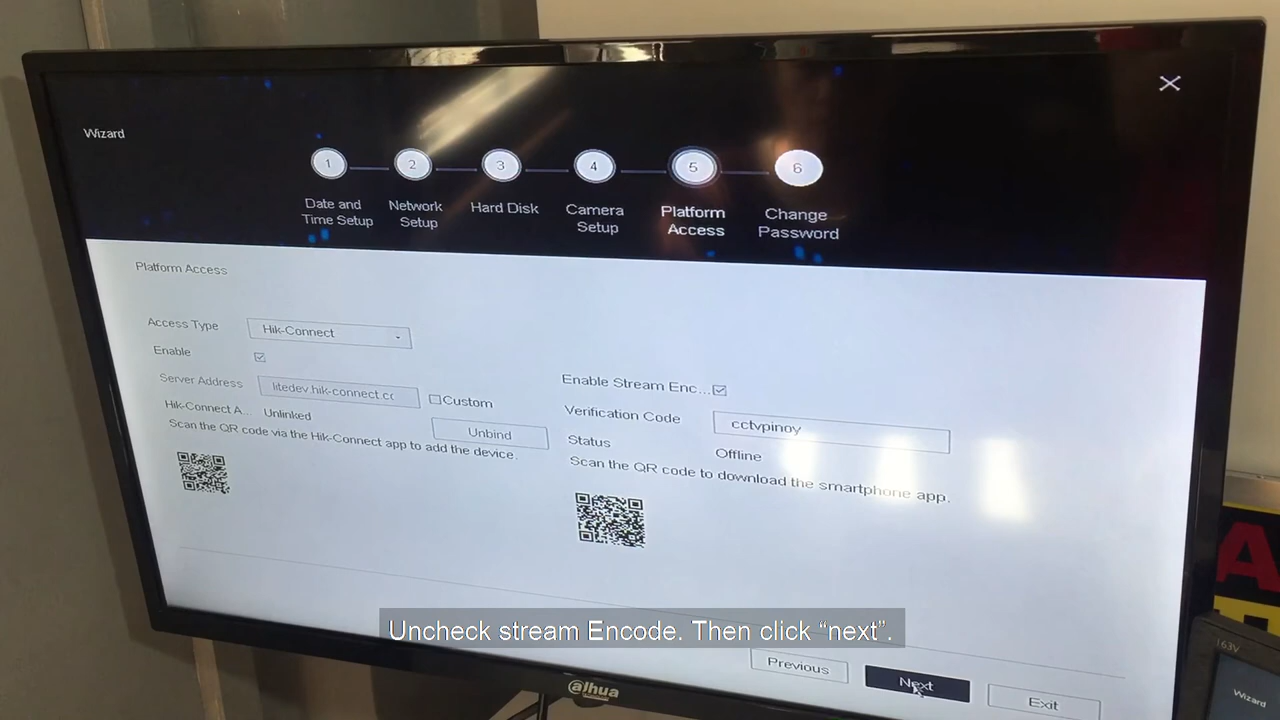 Wizard
1 2 3 4 5 6
Date and
Time Setup
Network
Setup
Hard Disk
Camera
Setup
Platform
Access
Change
Password
Platform Access
Access Type Hik-Connect
Enable
Server Address litedev.hik-connect.cc Custom
Hik-Connect A... Unlinked Unbind
Scan the QR code via the Hik-Connect app to add the device.
Enable Stream Enc...
Verification Code cctvpinoy
Status Offline
Scan the QR code to download the smartphone app.
Uncheck stream Encode. Then click “next”.
Previous Next Exit
alhua
A
163V
Wizard